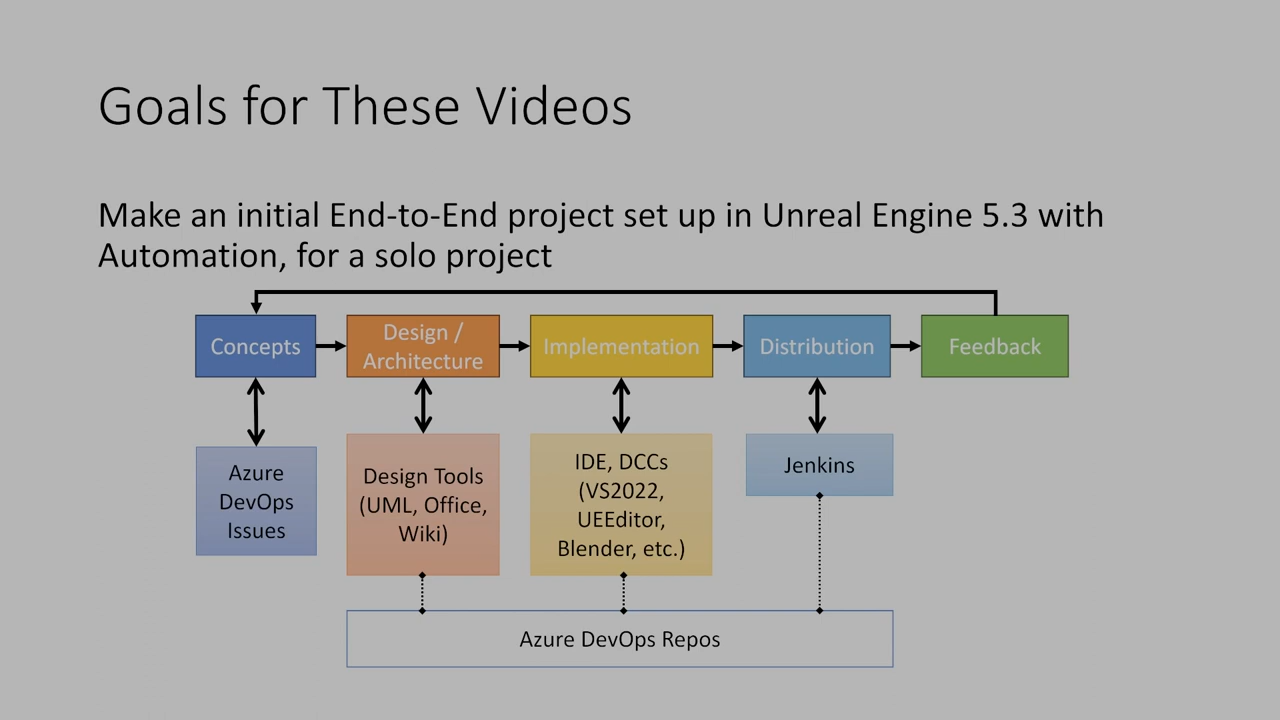 Goals for These Videos
Make an initial End-to-End project set up in Unreal Engine 5.3 with
Automation, for a solo project
Concepts
Design /
Architecture
Implementation
Distribution
Feedback
Azure
DevOps
Issues
Design Tools
(UML, Office,
Wiki)
IDE, DCCs
(VS2022,
UEEditor,
Blender, etc.)
Jenkins
Azure DevOps Repos